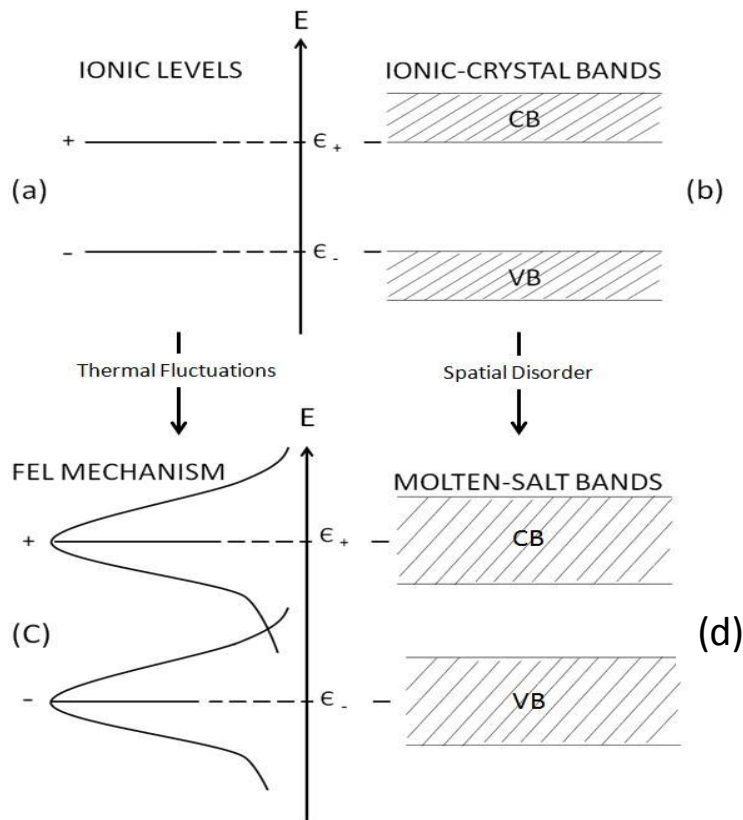 E
IONIC LEVELS
IONIC-CRYSTAL BANDS
CB
+
ϵ +
(a)
(b)
-
ϵ -
VB
Thermal Fluctuations
Spatial Disorder
E
FEL MECHANISM
MOLTEN-SALT BANDS
+
ϵ +
CB
(C)
(d)
-
ϵ -
VB